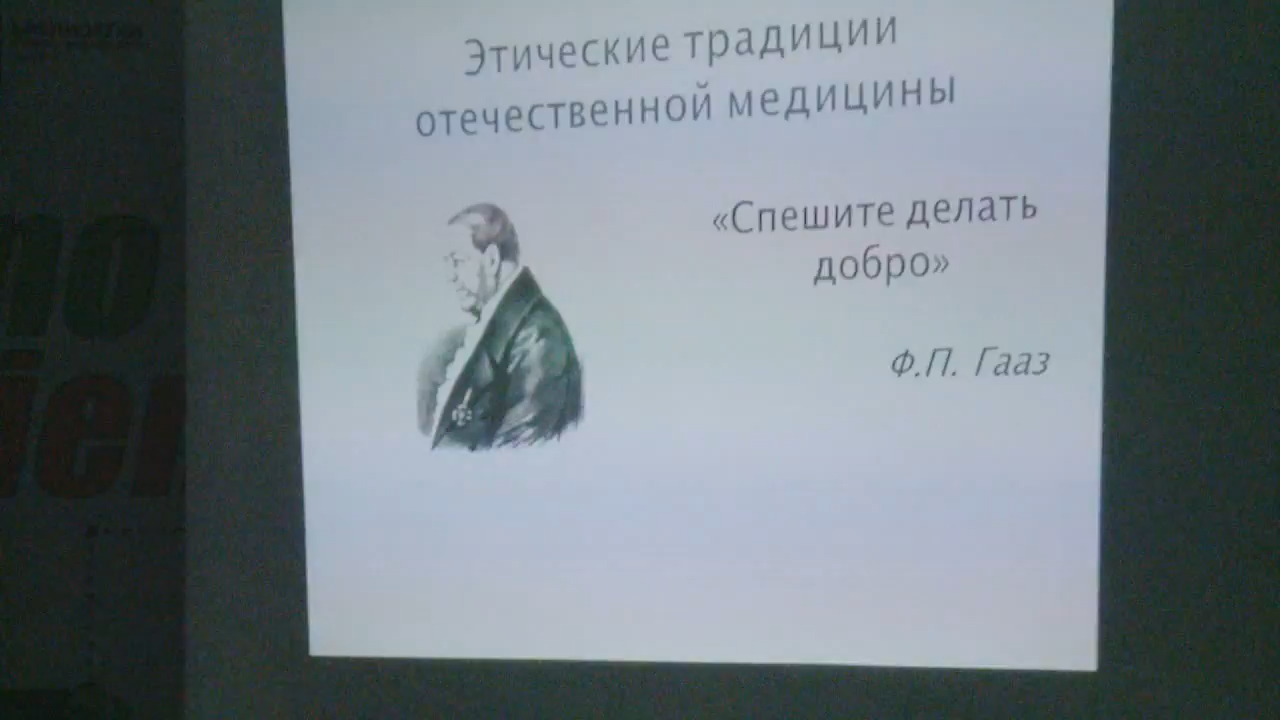 Этические традиции
отечественной медицины
«Спешите делать
добро»
Ф.П. Гааз